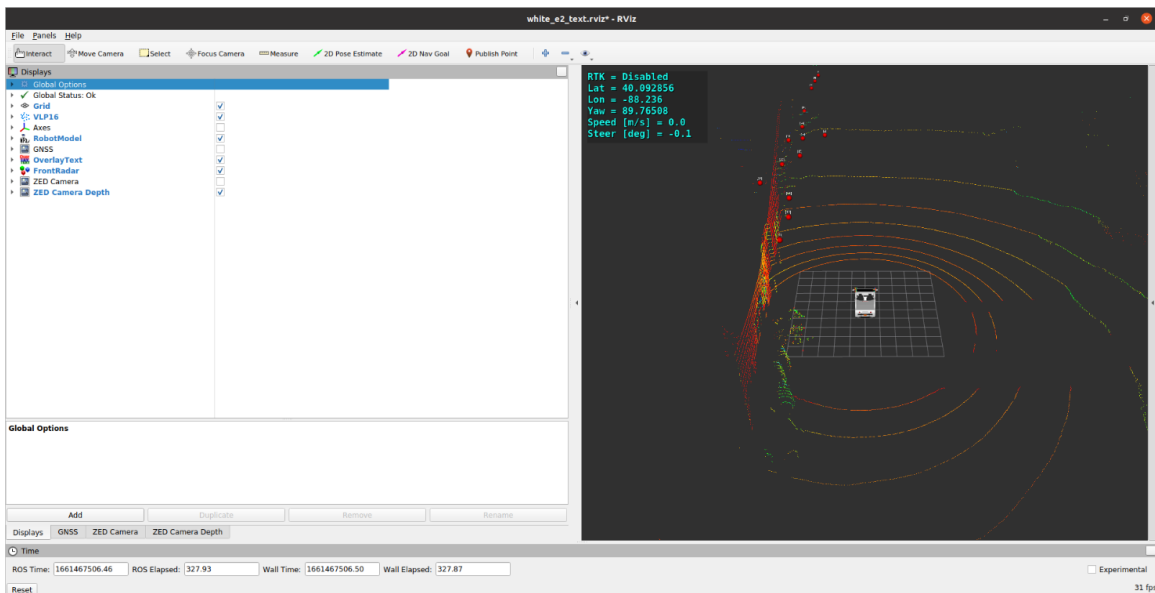 white_e2_text.rviz* - RViz
File Panels Help
Interact Move Camera Select Focus Camera Measure 2D Pose Estimate 2D Nav Goal Publish Point
Displays
Global Options
Global Status: Ok
Grid
VLP16
Axes
RobotModel
GNSS
OverlayText
FrontRadar
ZED Camera
ZED Camera Depth
RTK = Disabled
Lat = 40.092856
Lon = -88.236
Yaw = 89.76508
Speed [m/s] = 0.0
Steer [deg] = -0.1
Global Options
Add Duplicate Remove Rename
Displays GNSS ZED Camera ZED Camera Depth
Time
ROS Time: 1661467506.46 ROS Elapsed: 327.93 Wall Time: 1661467506.50 Wall Elapsed: 327.87 Experimental
Reset 31 fps